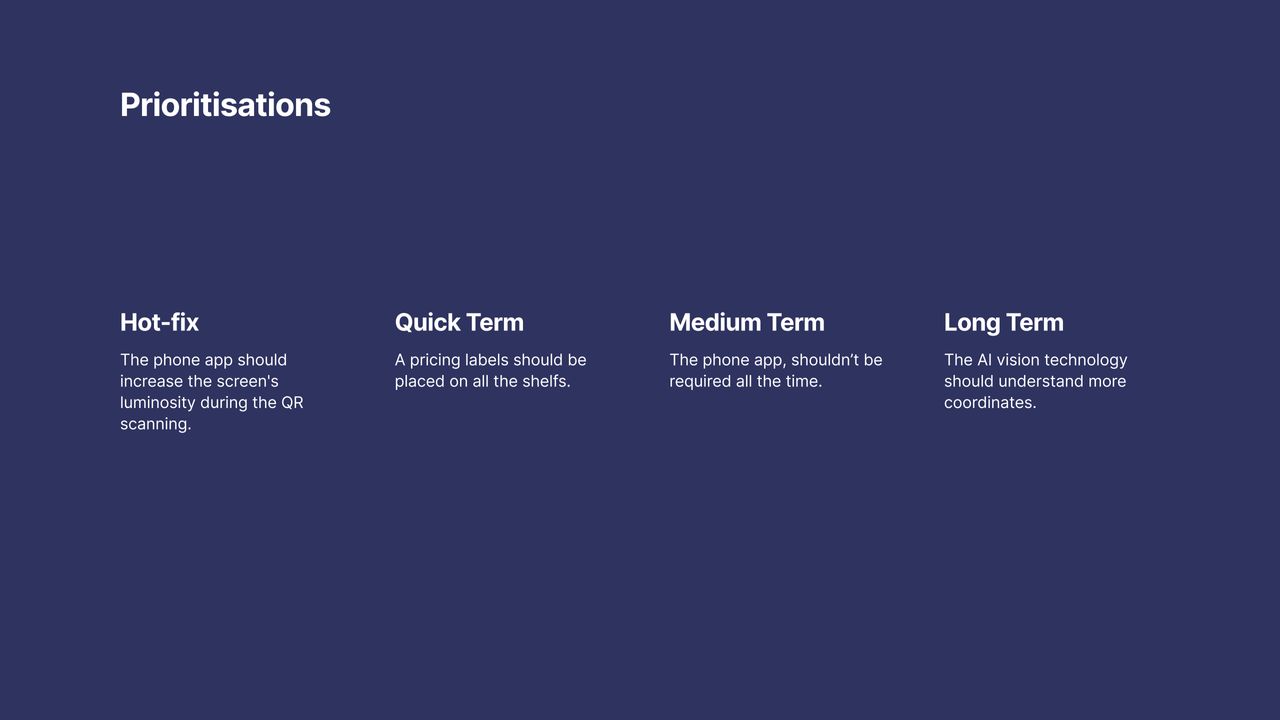 Prioritisations
Hot-fix
The phone app should
increase the screen's
luminosity during the QR
scanning.
Quick Term
A pricing labels should be
placed on all the shelfs.
Medium Term
The phone app, shouldn’t be
required all the time.
Long Term
The AI vision technology
should understand more
coordinates.